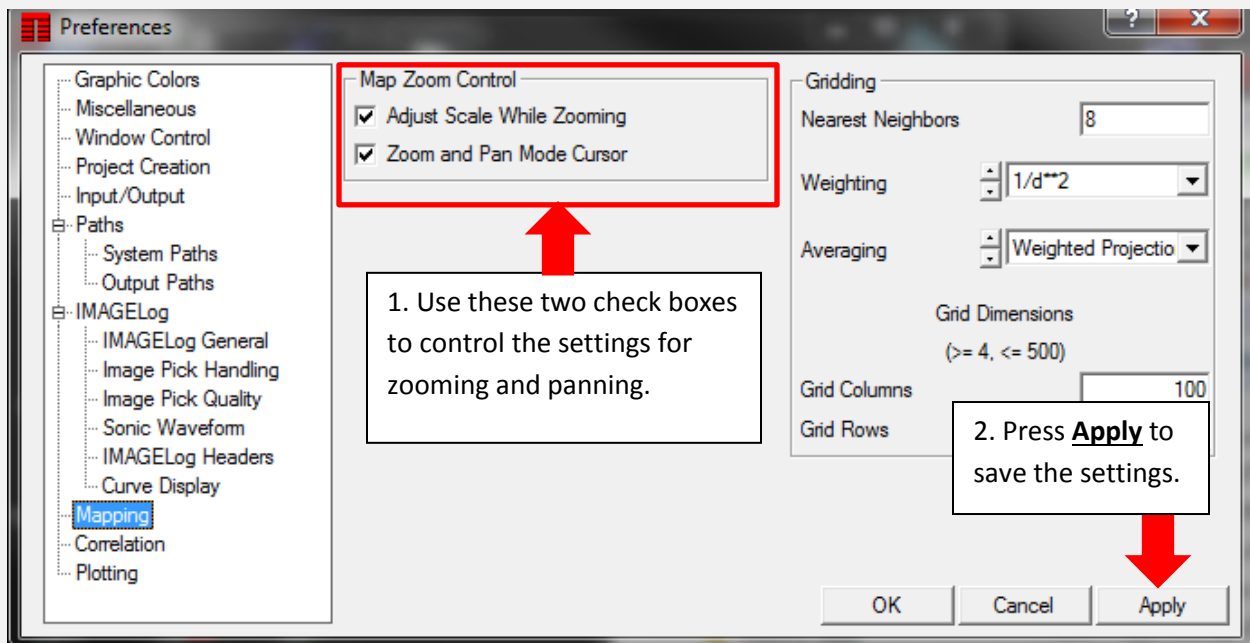 Preferences
?
X
Graphic Colors
Miscellaneous
Window Control
Project Creation
Input/Output
Paths
System Paths
Output Paths
IMAGELog
IMAGELog General
Image Pick Handling
Image Pick Quality
Sonic Waveform
IMAGELog Headers
Curve Display
Mapping
Correlation
Plotting
Map Zoom Control
Adjust Scale While Zooming
Zoom and Pan Mode Cursor
1. Use these two check boxes
to control the settings for
zooming and panning.
Gridding
Nearest Neighbors 8
Weighting 1/d**2
Averaging Weighted Projectio
Grid Dimensions
(>= 4, <= 500)
Grid Columns 100
Grid Rows
2. Press Apply to
save the settings.
OK Cancel Apply